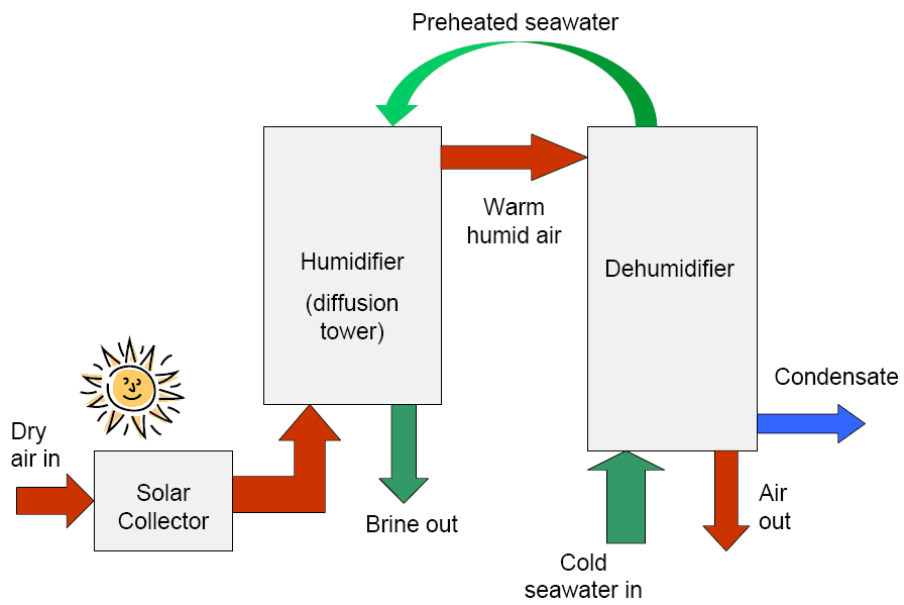 Preheated seawater
Warm
humid air
Humidifier
(diffusion
tower)
Dehumidifier
Condensate
Dry
air in
Solar
Collector
Brine out
Air
out
Cold
seawater in